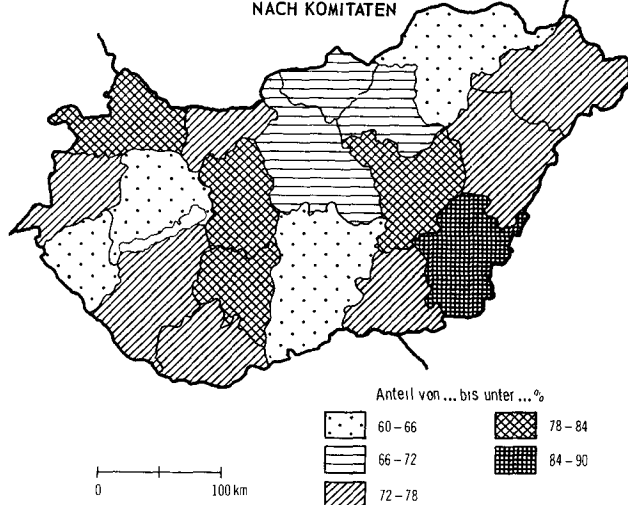 NACH KOMITATEN
Anteil von ... bis unter ... %
60 – 66
66 – 72
72 – 78
78 – 84
84 – 90
0 100 km